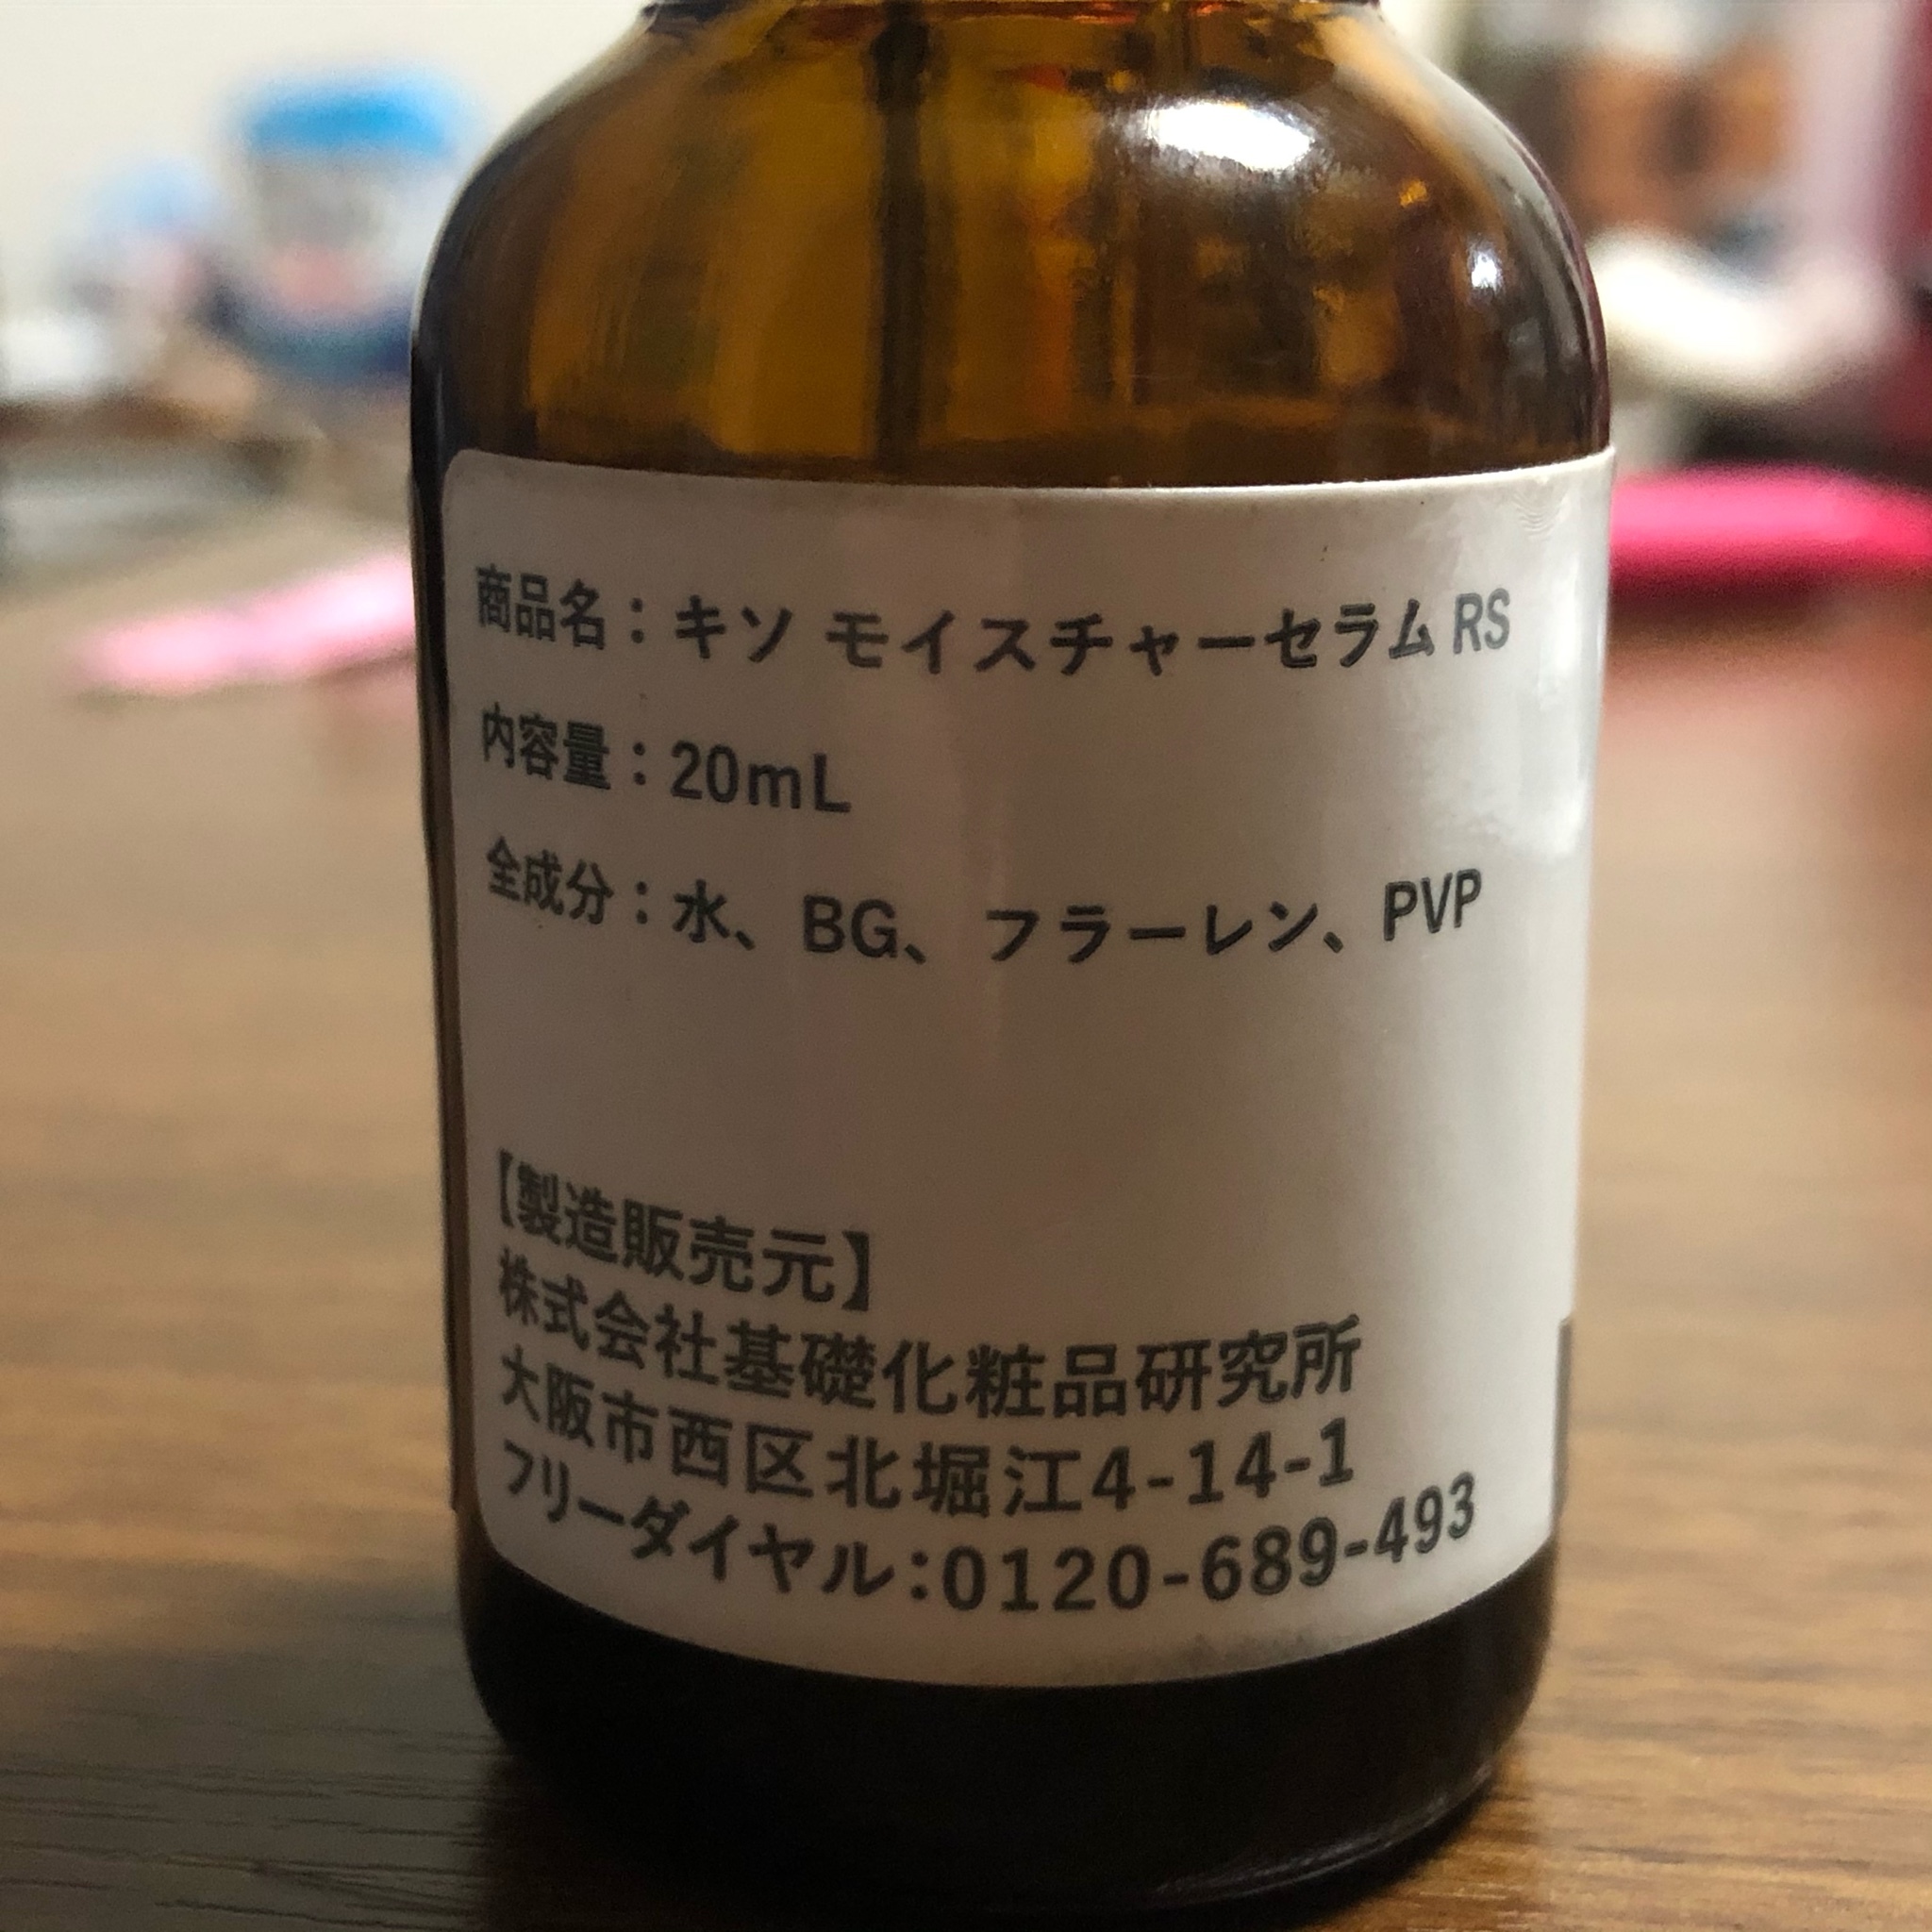 商品名：キソ モイスチャーセラム RS
内容量：20mL
全成分：水、BG、フラーレン、PVP
【製造販売元】
株式会社基礎化粧品研究所
大阪市西区北堀江4-14-1
フリーダイヤル：0120-689-493